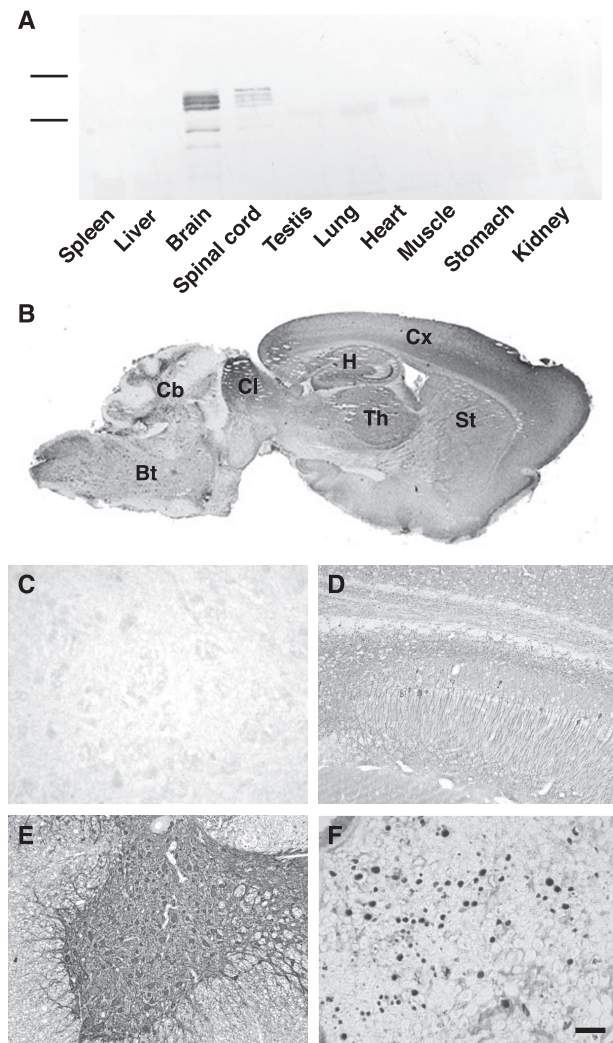 A
Spleen
Liver
Brain
Spinal cord
Testis
Lung
Heart
Muscle
Stomach
Kidney
B
Cx
H
Cl
Cb
Th
St
Bt
C
D
E
F